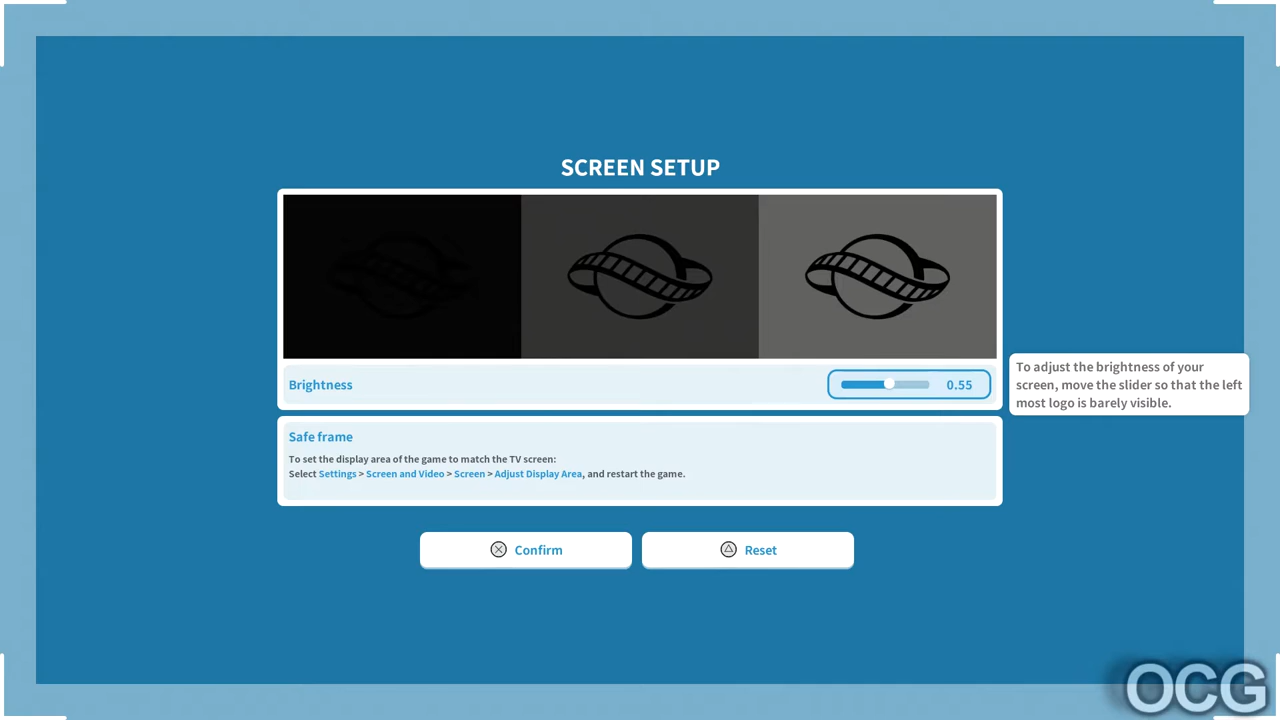 SCREEN SETUP
Brightness
0.55
To adjust the brightness of your
screen, move the slider so that the left
most logo is barely visible.
Safe frame
To set the display area of the game to match the TV screen:
Select Settings > Screen and Video > Screen > Adjust Display Area, and restart the game.
Confirm
Reset
OCG